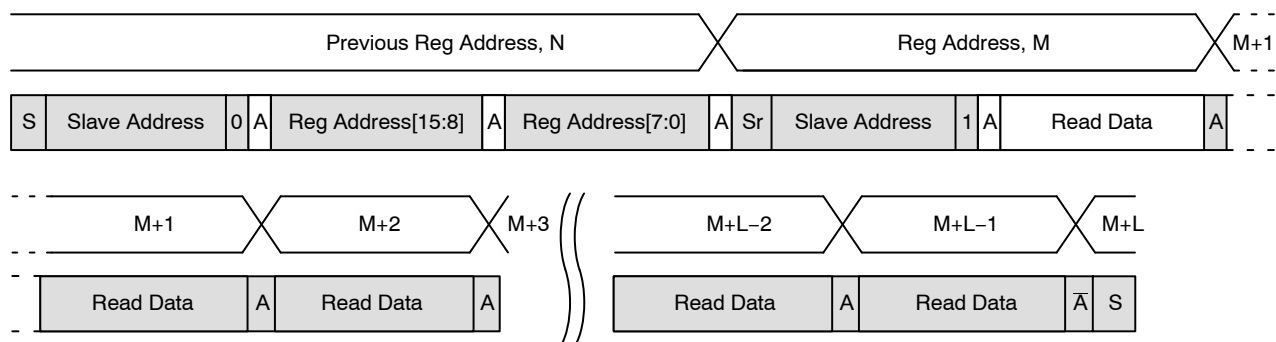 Previous Reg Address, N Reg Address, M M+1
S Slave Address 0 A Reg Address[15:8] A Reg Address[7:0] A Sr Slave Address 1 A Read Data A
M+1 M+2 M+3 M+L−2 M+L−1 M+L
Read Data A Read Data A Read Data A Read Data A̅ S